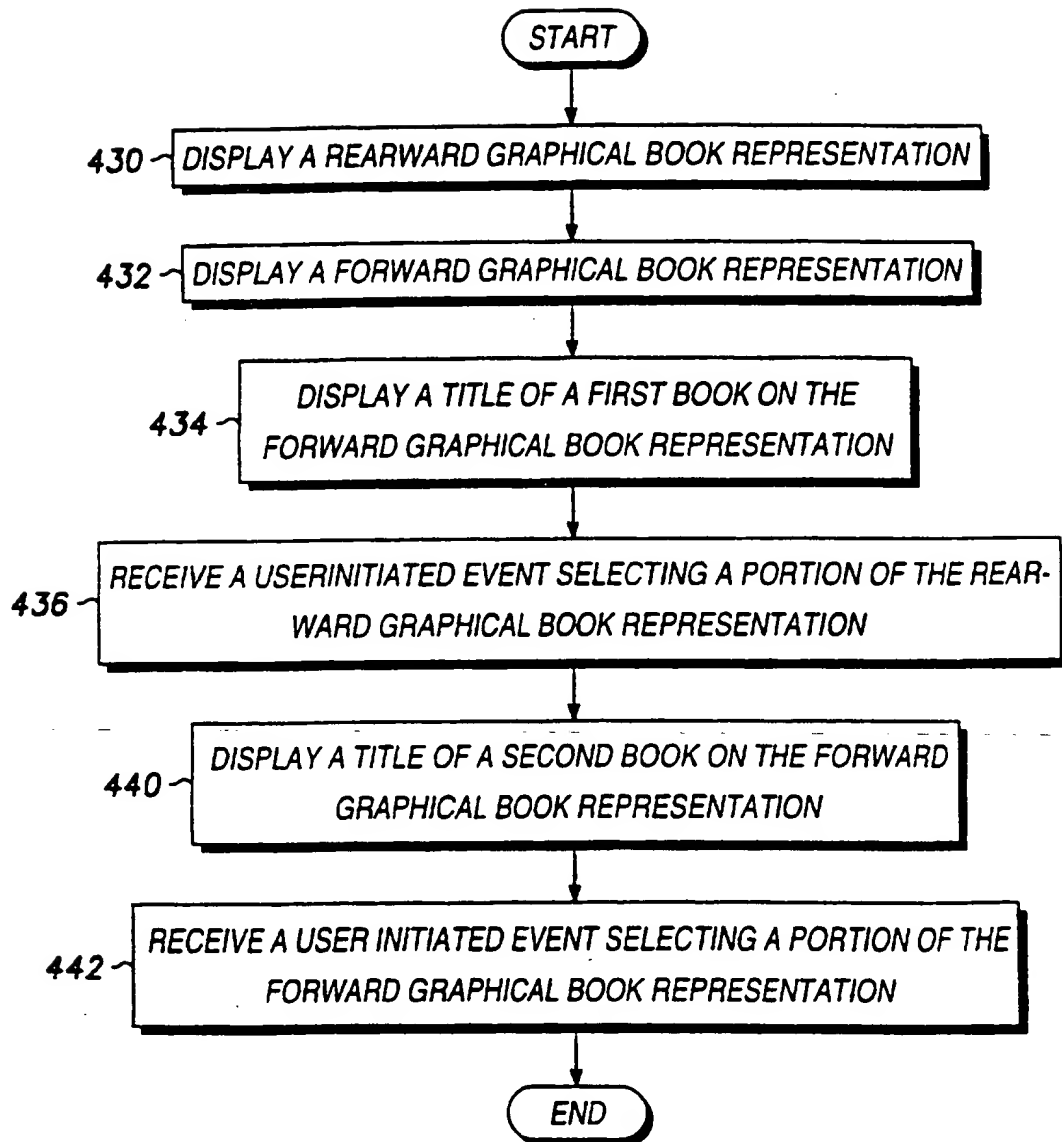 START
430
DISPLAY A REARWARD GRAPHICAL BOOK REPRESENTATION
432
DISPLAY A FORWARD GRAPHICAL BOOK REPRESENTATION
434
DISPLAY A TITLE OF A FIRST BOOK ON THE
FORWARD GRAPHICAL BOOK REPRESENTATION
436
RECEIVE A USERINITIATED EVENT SELECTING A PORTION OF THE REAR-
WARD GRAPHICAL BOOK REPRESENTATION
440
DISPLAY A TITLE OF A SECOND BOOK ON THE FORWARD
GRAPHICAL BOOK REPRESENTATION
442
RECEIVE A USER INITIATED EVENT SELECTING A PORTION OF THE
FORWARD GRAPHICAL BOOK REPRESENTATION
END